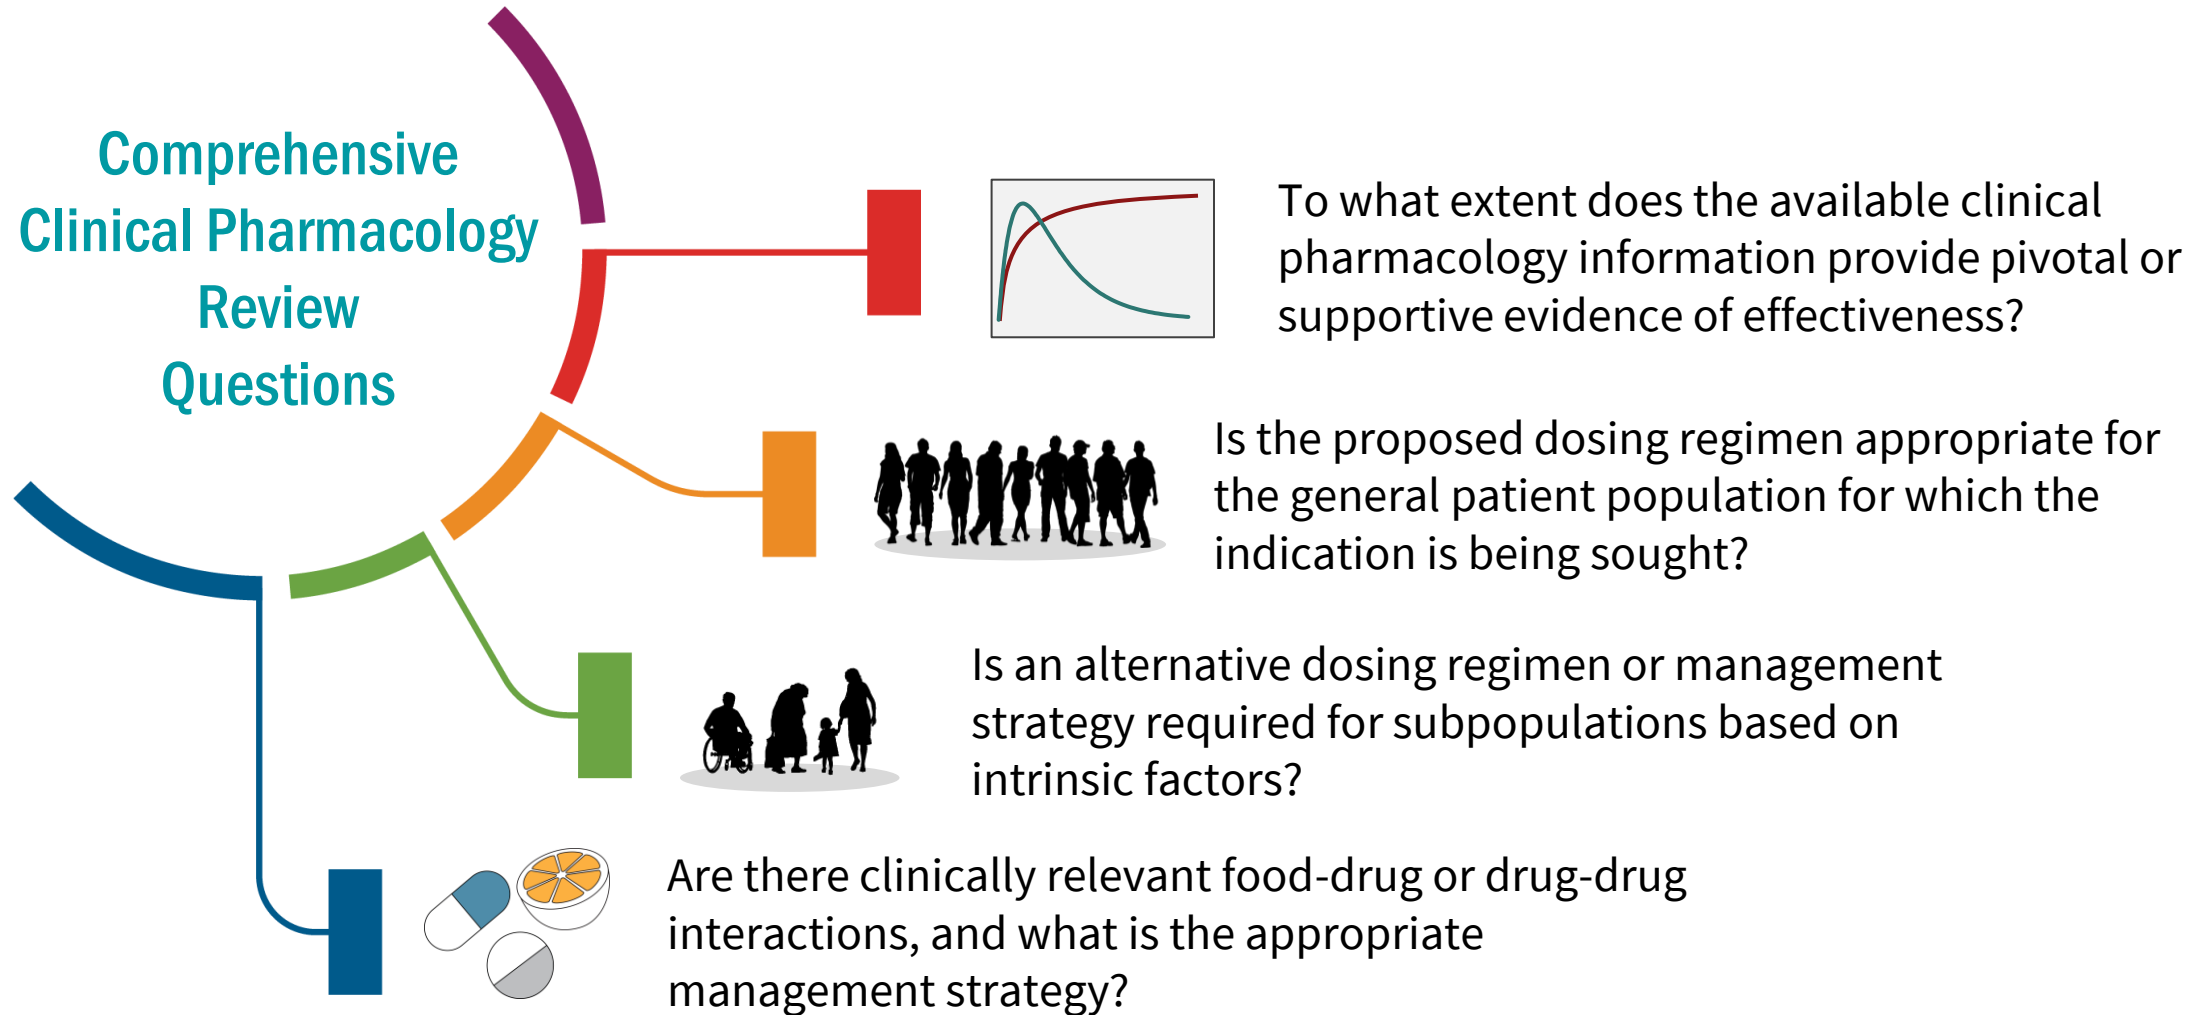 Comprehensive
Clinical Pharmacology
Review
Questions
To what extent does the available clinical
pharmacology information provide pivotal or
supportive evidence of effectiveness?
Is the proposed dosing regimen appropriate for
the general patient population for which the
indication is being sought?
Is an alternative dosing regimen or management
strategy required for subpopulations based on
intrinsic factors?
Are there clinically relevant food-drug or drug-drug
interactions, and what is the appropriate
management strategy?